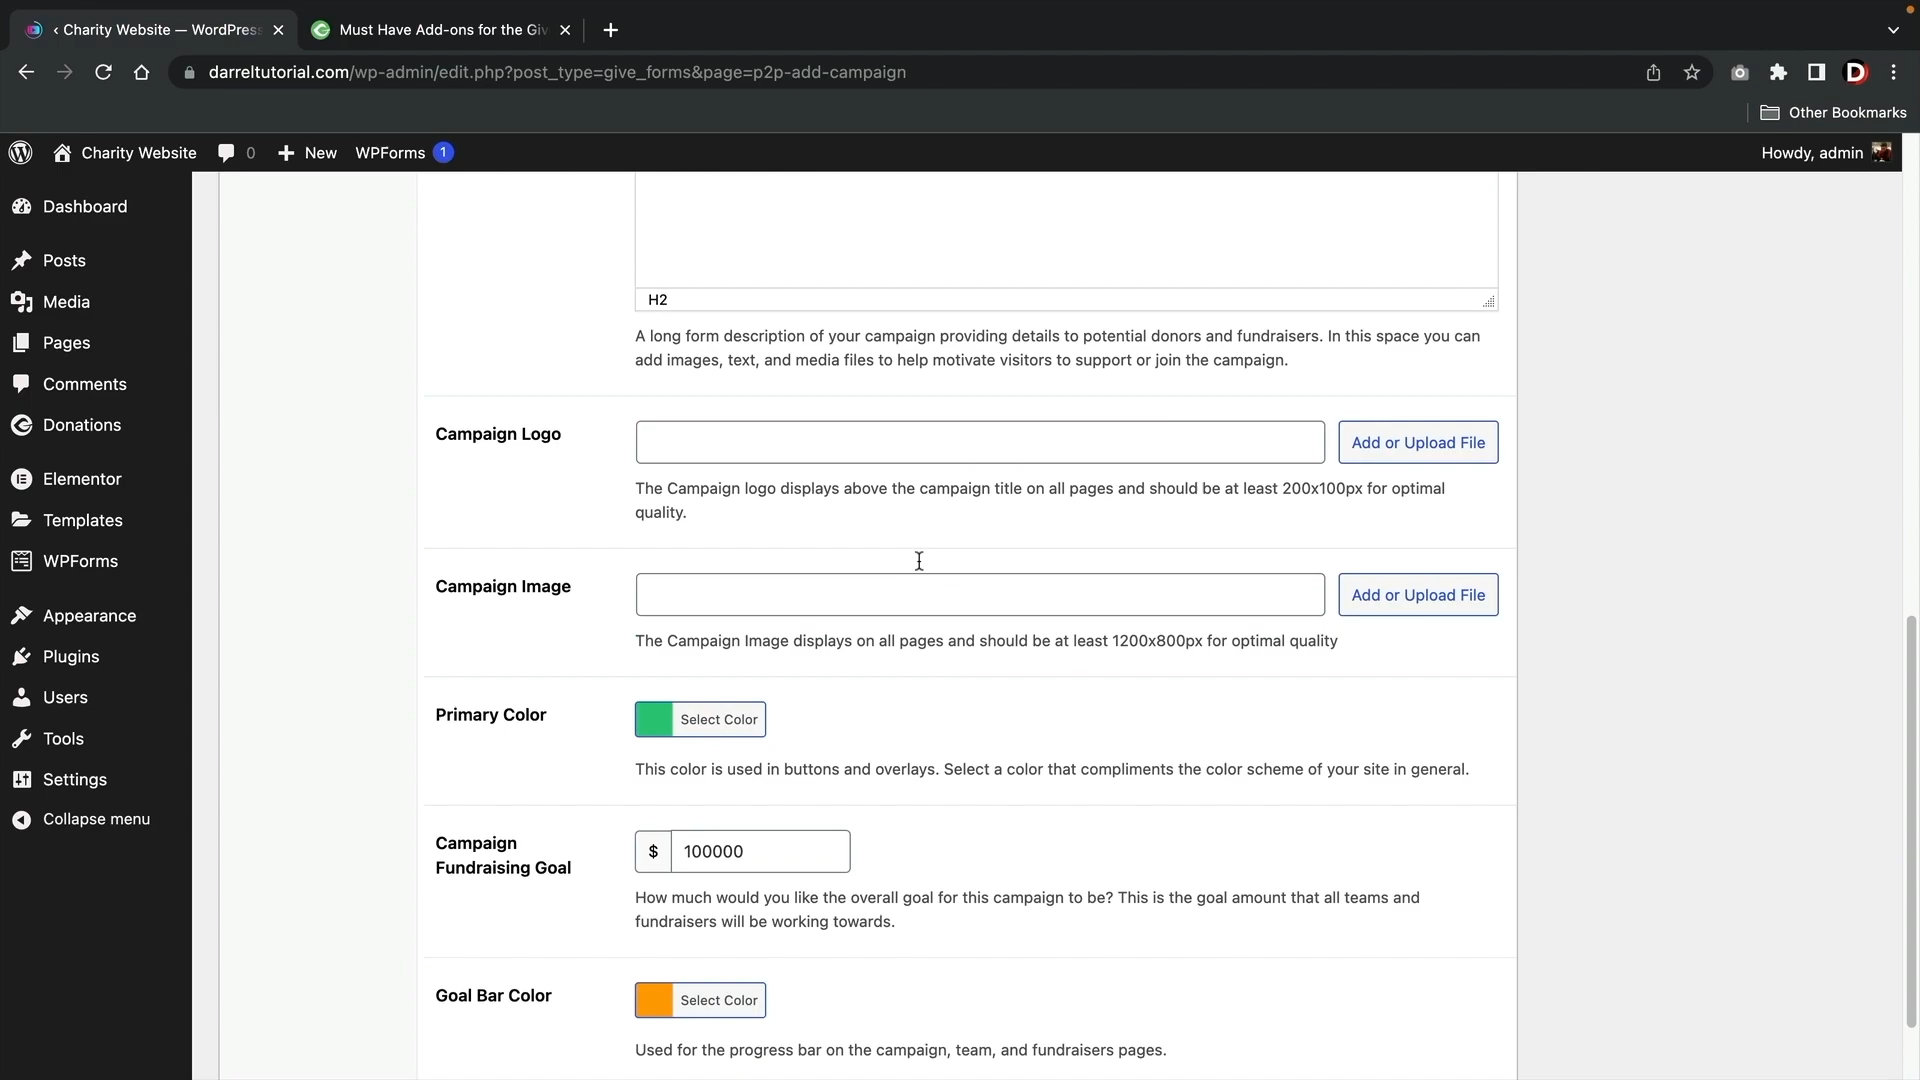 ‹ Charity Website — WordPress
Must Have Add-ons for the Giv
darreltutorial.com/wp-admin/edit.php?post_type=give_forms&page=p2p-add-campaign
D
Other Bookmarks
Charity Website
0
New
WPForms
1
Howdy, admin
Dashboard
Posts
Media
Pages
Comments
Donations
Elementor
Templates
WPForms
Appearance
Plugins
Users
Tools
Settings
Collapse menu
H2
A long form description of your campaign providing details to potential donors and fundraisers. In this space you can
add images, text, and media files to help motivate visitors to support or join the campaign.
Campaign Logo
Add or Upload File
The Campaign logo displays above the campaign title on all pages and should be at least 200x100px for optimal
quality.
Campaign Image
Add or Upload File
The Campaign Image displays on all pages and should be at least 1200x800px for optimal quality
Primary Color
Select Color
This color is used in buttons and overlays. Select a color that compliments the color scheme of your site in general.
Campaign
Fundraising Goal
$ 100000
How much would you like the overall goal for this campaign to be? This is the goal amount that all teams and
fundraisers will be working towards.
Goal Bar Color
Select Color
Used for the progress bar on the campaign, team, and fundraisers pages.